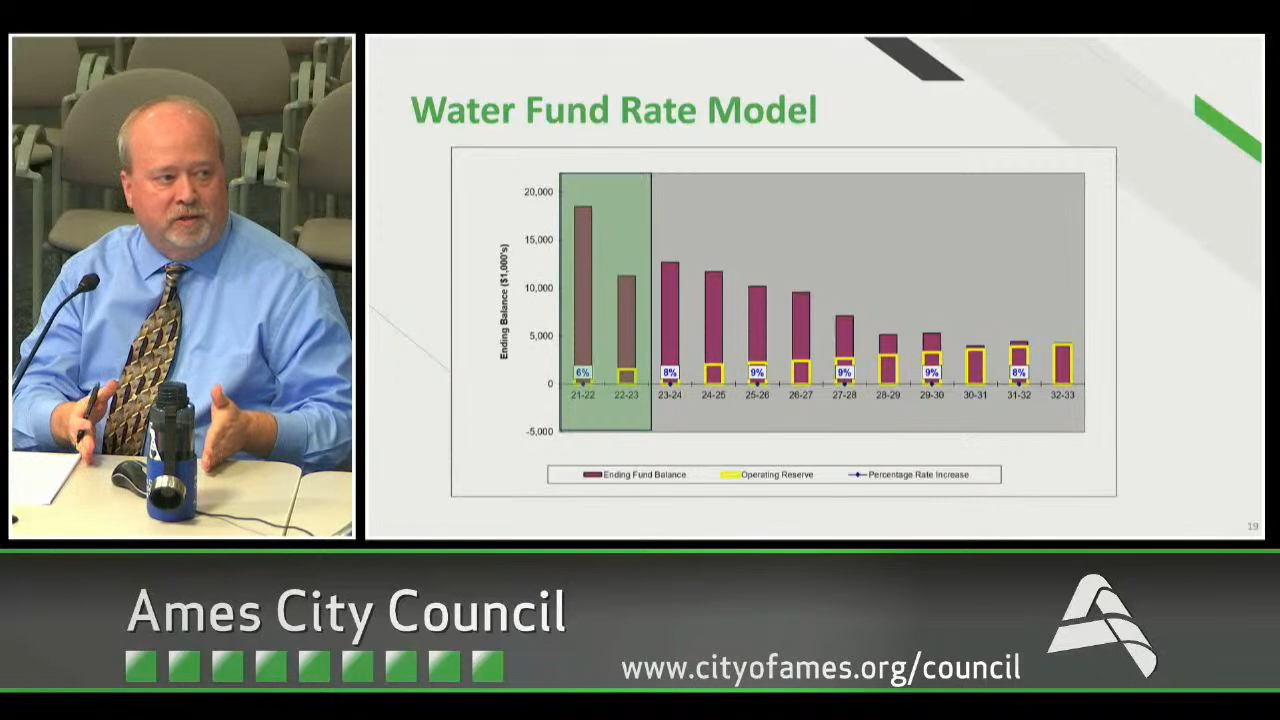 Water Fund Rate Model
20,000
15,000
10,000
5,000
0
-5,000
Ending Balance ($1,000's)
6% 8% 9% 9% 9% 8%
21-22 22-23 23-24 24-25 25-26 26-27 27-28 28-29 29-30 30-31 31-32 32-33
Ending Fund Balance Operating Reserve Percentage Rate Increase
19
Ames City Council
www.cityofames.org/council